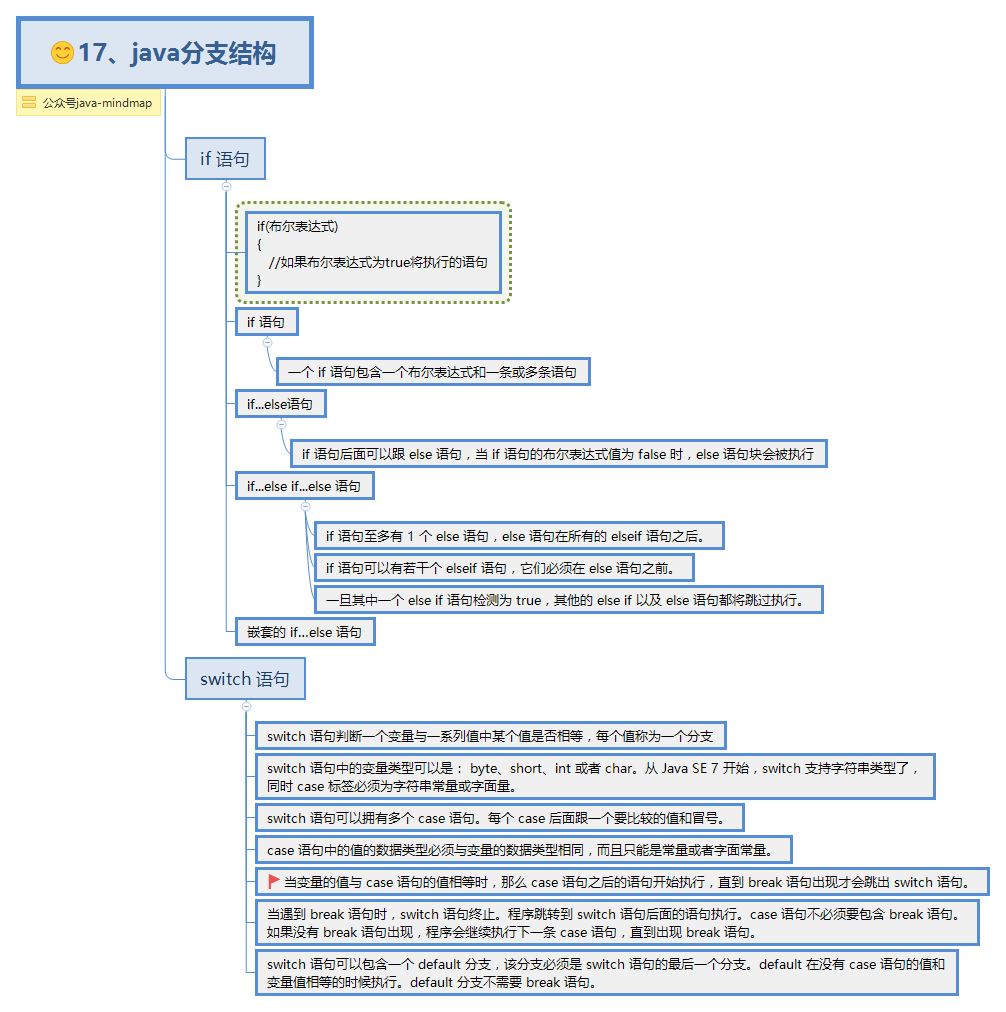 😊17、java分支结构
公众号java-mindmap
if 语句
if(布尔表达式)
{
   //如果布尔表达式为true将执行的语句
}
if 语句
一个 if 语句包含一个布尔表达式和一条或多条语句
if...else语句
if 语句后面可以跟 else 语句，当 if 语句的布尔表达式值为 false 时，else 语句块会被执行
if...else if...else 语句
if 语句至多有 1 个 else 语句，else 语句在所有的 elseif 语句之后。
if 语句可以有若干个 elseif 语句，它们必须在 else 语句之前。
一旦其中一个 else if 语句检测为 true，其他的 else if 以及 else 语句都将跳过执行。
嵌套的 if…else 语句
switch 语句
switch 语句判断一个变量与一系列值中某个值是否相等，每个值称为一个分支
switch 语句中的变量类型可以是： byte、short、int 或者 char。从 Java SE 7 开始，switch 支持字符串类型了，
同时 case 标签必须为字符串常量或字面量。
switch 语句可以拥有多个 case 语句。每个 case 后面跟一个要比较的值和冒号。
case 语句中的值的数据类型必须与变量的数据类型相同，而且只能是常量或者字面常量。
当变量的值与 case 语句的值相等时，那么 case 语句之后的语句开始执行，直到 break 语句出现才会跳出 switch 语句。
当遇到 break 语句时，switch 语句终止。程序跳转到 switch 语句后面的语句执行。case 语句不必须要包含 break 语句。
如果没有 break 语句出现，程序会继续执行下一条 case 语句，直到出现 break 语句。
switch 语句可以包含一个 default 分支，该分支必须是 switch 语句的最后一个分支。default 在没有 case 语句的值和
变量值相等的时候执行。default 分支不需要 break 语句。